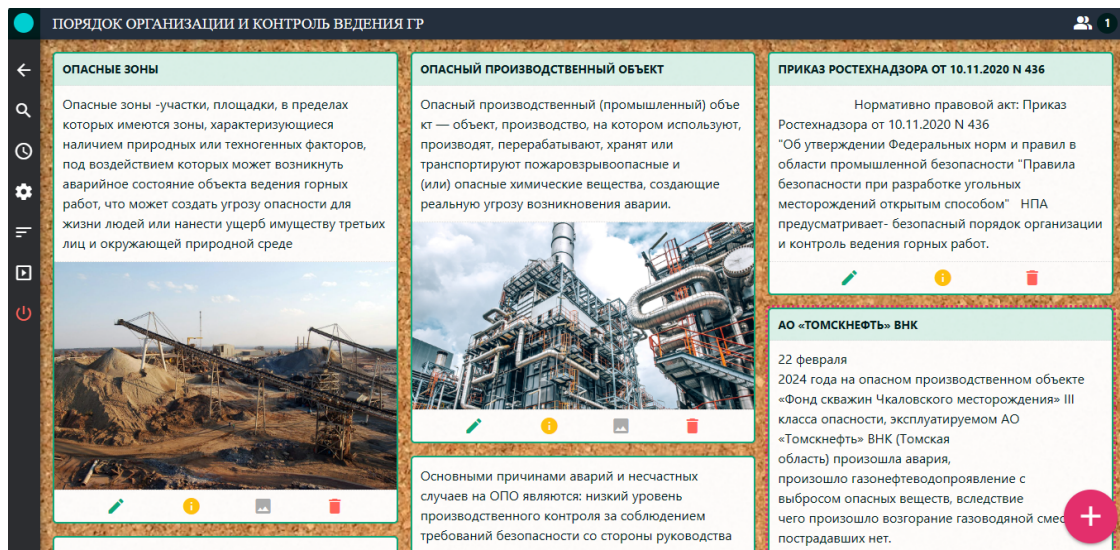 ПОРЯДОК ОРГАНИЗАЦИИ И КОНТРОЛЬ ВЕДЕНИЯ ГР
1
ОПАСНЫЕ ЗОНЫ
Опасные зоны -участки, площадки, в пределах
которых имеются зоны, характеризующиеся
наличием природных или техногенных факторов,
под воздействием которых может возникнуть
аварийное состояние объекта ведения горных
работ, что может создать угрозу опасности для
жизни людей или нанести ущерб имуществу третьих
лиц и окружающей природной среде
ОПАСНЫЙ ПРОИЗВОДСТВЕННЫЙ ОБЪЕКТ
Опасный производственный (промышленный) объе
кт — объект, производство, на котором используют,
производят, перерабатывают, хранят или
транспортируют пожаровзрывоопасные и
(или) опасные химические вещества, создающие
реальную угрозу возникновения аварии.
Основными причинами аварий и несчастных
случаев на ОПО являются: низкий уровень
производственного контроля за соблюдением
требований безопасности со стороны руководства
ПРИКАЗ РОСТЕХНАДЗОРА ОТ 10.11.2020 N 436
Нормативно правовой акт: Приказ
Ростехнадзора от 10.11.2020 N 436
"Об утверждении Федеральных норм и правил в
области промышленной безопасности "Правила
безопасности при разработке угольных
месторождений открытым способом" НПА
предусматривает- безопасный порядок организации
и контроль ведения горных работ.
АО «ТОМСКНЕФТЬ» ВНК
22 февраля
2024 года на опасном производственном объекте
«Фонд скважин Чкаловского месторождения» III
класса опасности, эксплуатируемом АО
«Томскнефть» ВНК (Томская
область) произошла авария,
произошло газонефтеводопроявление с
выбросом опасных веществ, вследствие
чего произошло возгорание газоводяной
пострадавших нет.